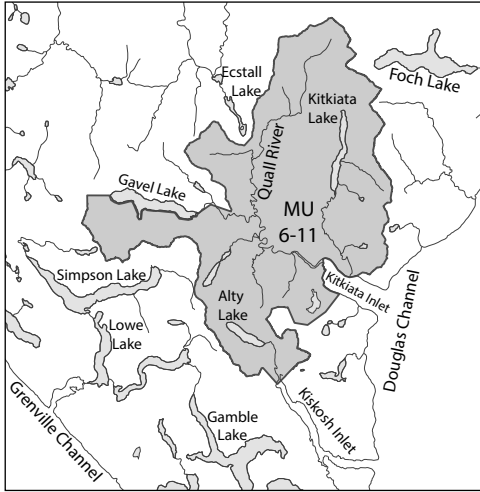 Ecstall
Lake
Foch Lake
Kitkiata
Lake
Quall River
Gavel Lake
MU
6-11
Simpson Lake
Kitkiata Inlet
Alty
Lake
Douglas Channel
Lowe
Lake
Grenville Channel
Kiskosh Inlet
Gamble
Lake